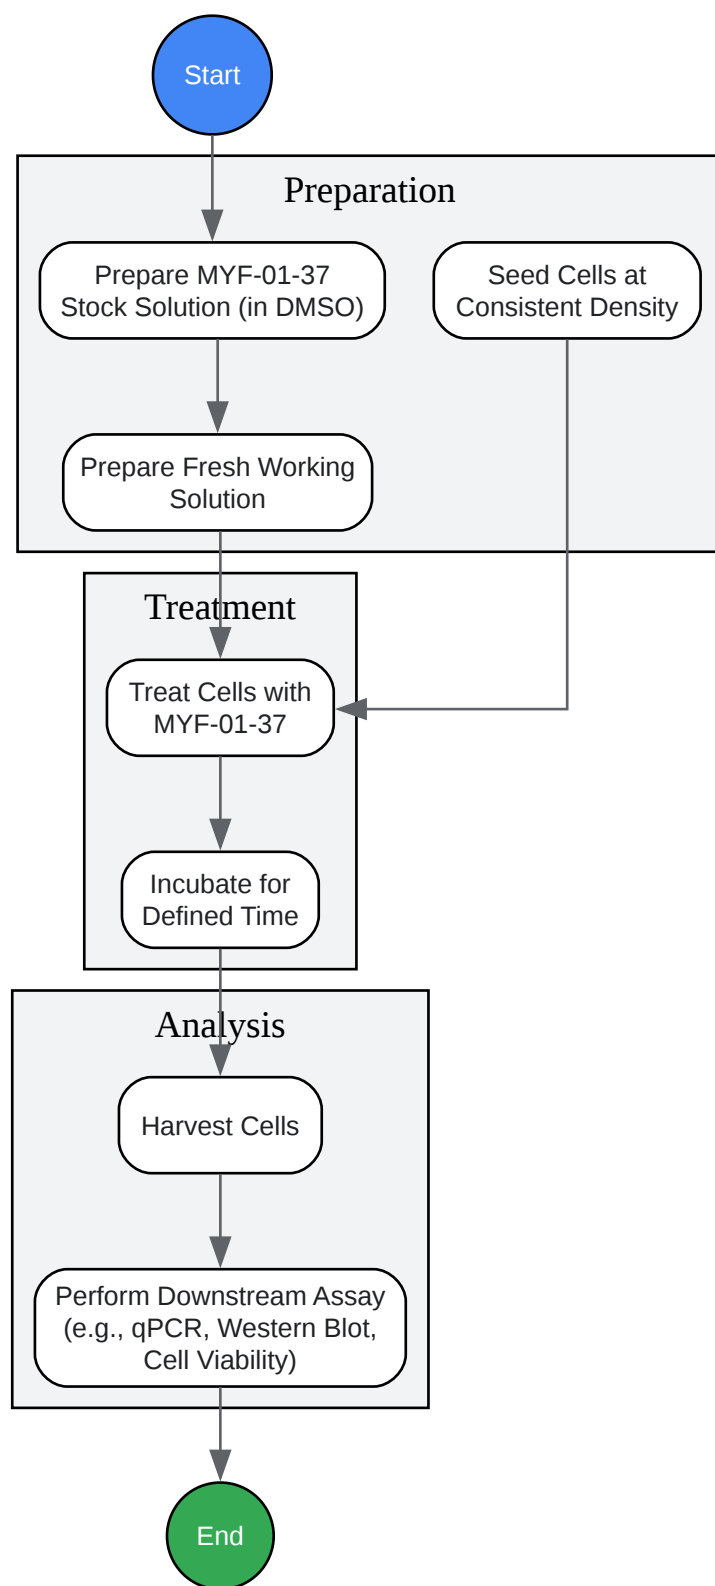 Start
Preparation
Prepare MYF-01-37
Stock Solution (in DMSO)
Seed Cells at
Consistent Density
Prepare Fresh Working
Solution
Treatment
Treat Cells with
MYF-01-37
Incubate for
Defined Time
Analysis
Harvest Cells
Perform Downstream Assay
(e.g., qPCR, Western Blot,
Cell Viability)
End